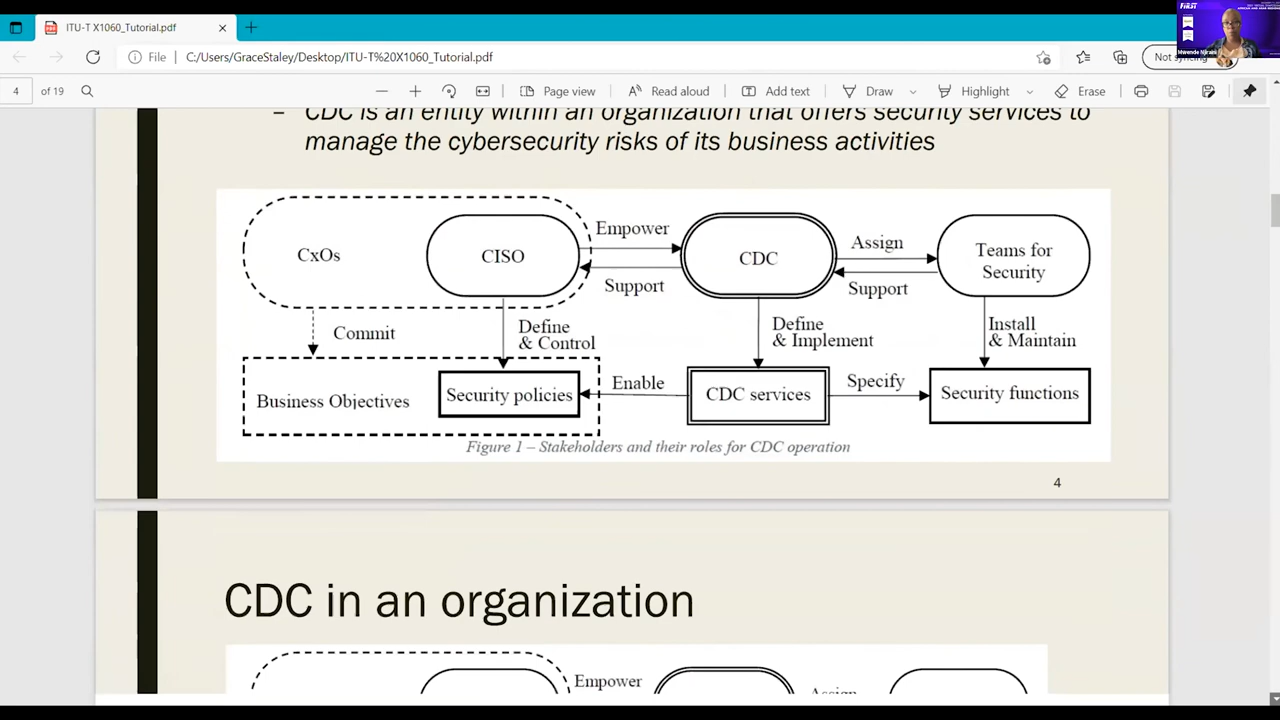 ITU-T X1060_Tutorial.pdf
File
C:/Users/GraceStaley/Desktop/ITU-T%20X1060_Tutorial.pdf
Not syncing
4 of 19
Page view
Read aloud
Add text
Draw
Highlight
Erase
FIRST
Mwende Njiraini
– CDC is an entity within an organization that offers security services to
manage the cybersecurity risks of its business activities
CxOs
CISO
Empower
Support
CDC
Assign
Support
Teams for
Security
Commit
Define
& Control
Define
& Implement
Install
& Maintain
Business Objectives
Security policies
Enable
CDC services
Specify
Security functions
Figure 1 – Stakeholders and their roles for CDC operation
4
CDC in an organization
Empower
Assign